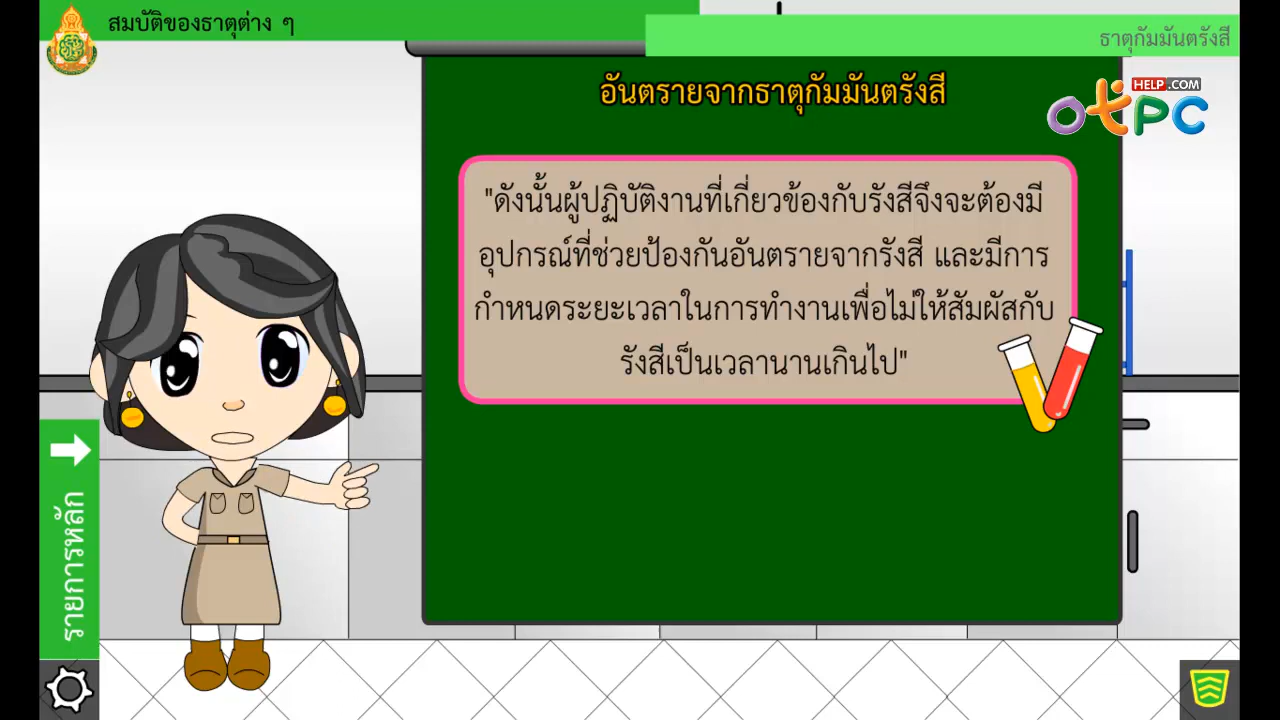 สมบัติของธาตุต่าง ๆ
ธาตุกัมมันตรังสี
อันตรายจากธาตุกัมมันตรังสี
HELP.COM
OTPC
"ดังนั้นผู้ปฏิบัติงานที่เกี่ยวข้องกับรังสีจึงจะต้องมี
อุปกรณ์ที่ช่วยป้องกันอันตรายจากรังสี และมีการ
กำหนดระยะเวลาในการทำงานเพื่อไม่ให้สัมผัสกับ
รังสีเป็นเวลานานเกินไป"
รายการหลัก